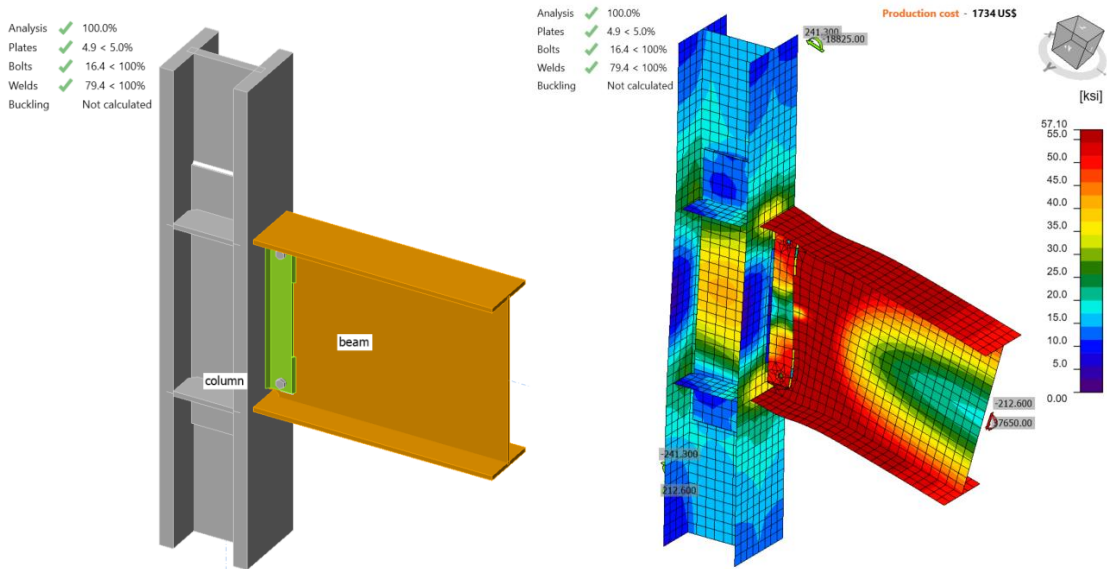 Analysis 100.0%
Plates 4.9 < 5.0%
Bolts 16.4 < 100%
Welds 79.4 < 100%
Buckling Not calculated
beam
column
Analysis 100.0%
Plates 4.9 < 5.0%
Bolts 16.4 < 100%
Welds 79.4 < 100%
Buckling Not calculated
Production cost - 1734 US$
241.300
18825.00
[ksi]
57.10
55.0
50.0
45.0
40.0
35.0
30.0
25.0
20.0
15.0
10.0
5.0
0.00
-212.600
37650.00
-241.300
212.600